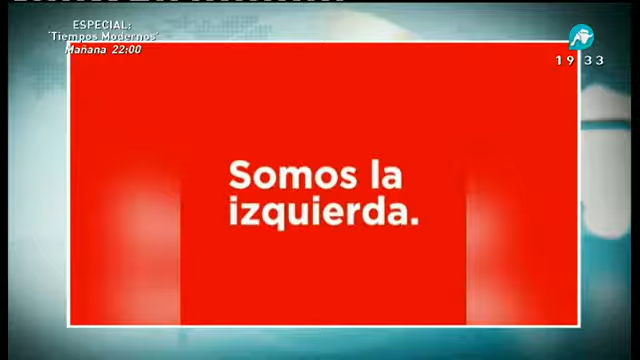 ESPECIAL:
'Tiempos Modernos'
Mañana 22:00
19 33
Somos la
izquierda.